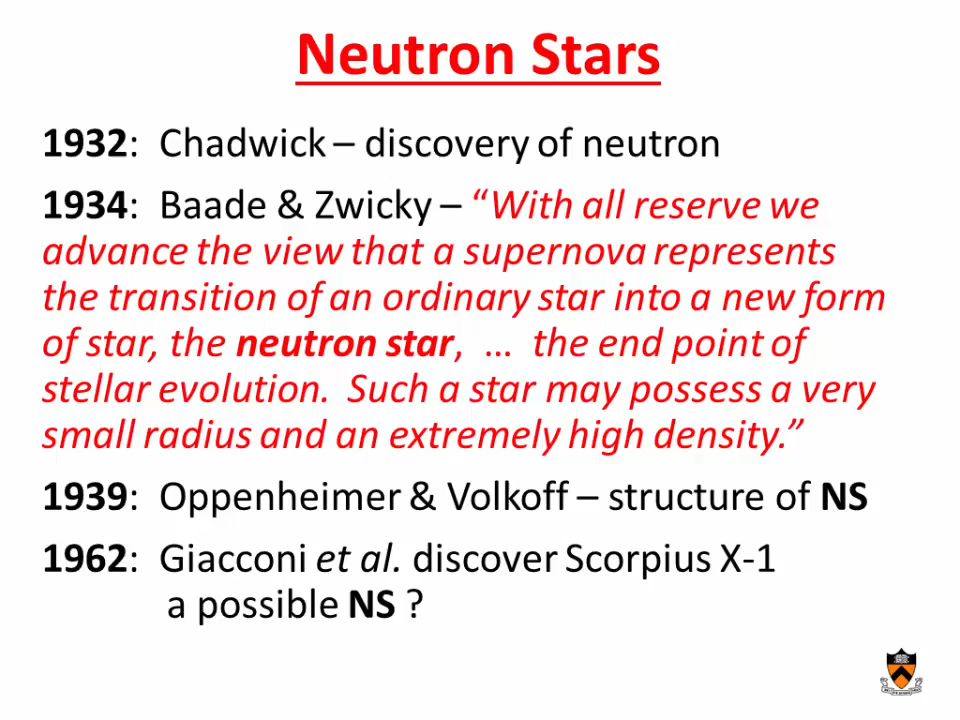 Neutron Stars
1932:  Chadwick – discovery of neutron
1934:  Baade & Zwicky – “With all reserve we
advance the view that a supernova represents
the transition of an ordinary star into a new form
of star, the neutron star,  …  the end point of
stellar evolution.  Such a star may possess a very
small radius and an extremely high density.”
1939:  Oppenheimer & Volkoff – structure of NS
1962:  Giacconi et al. discover Scorpius X-1
a possible NS ?